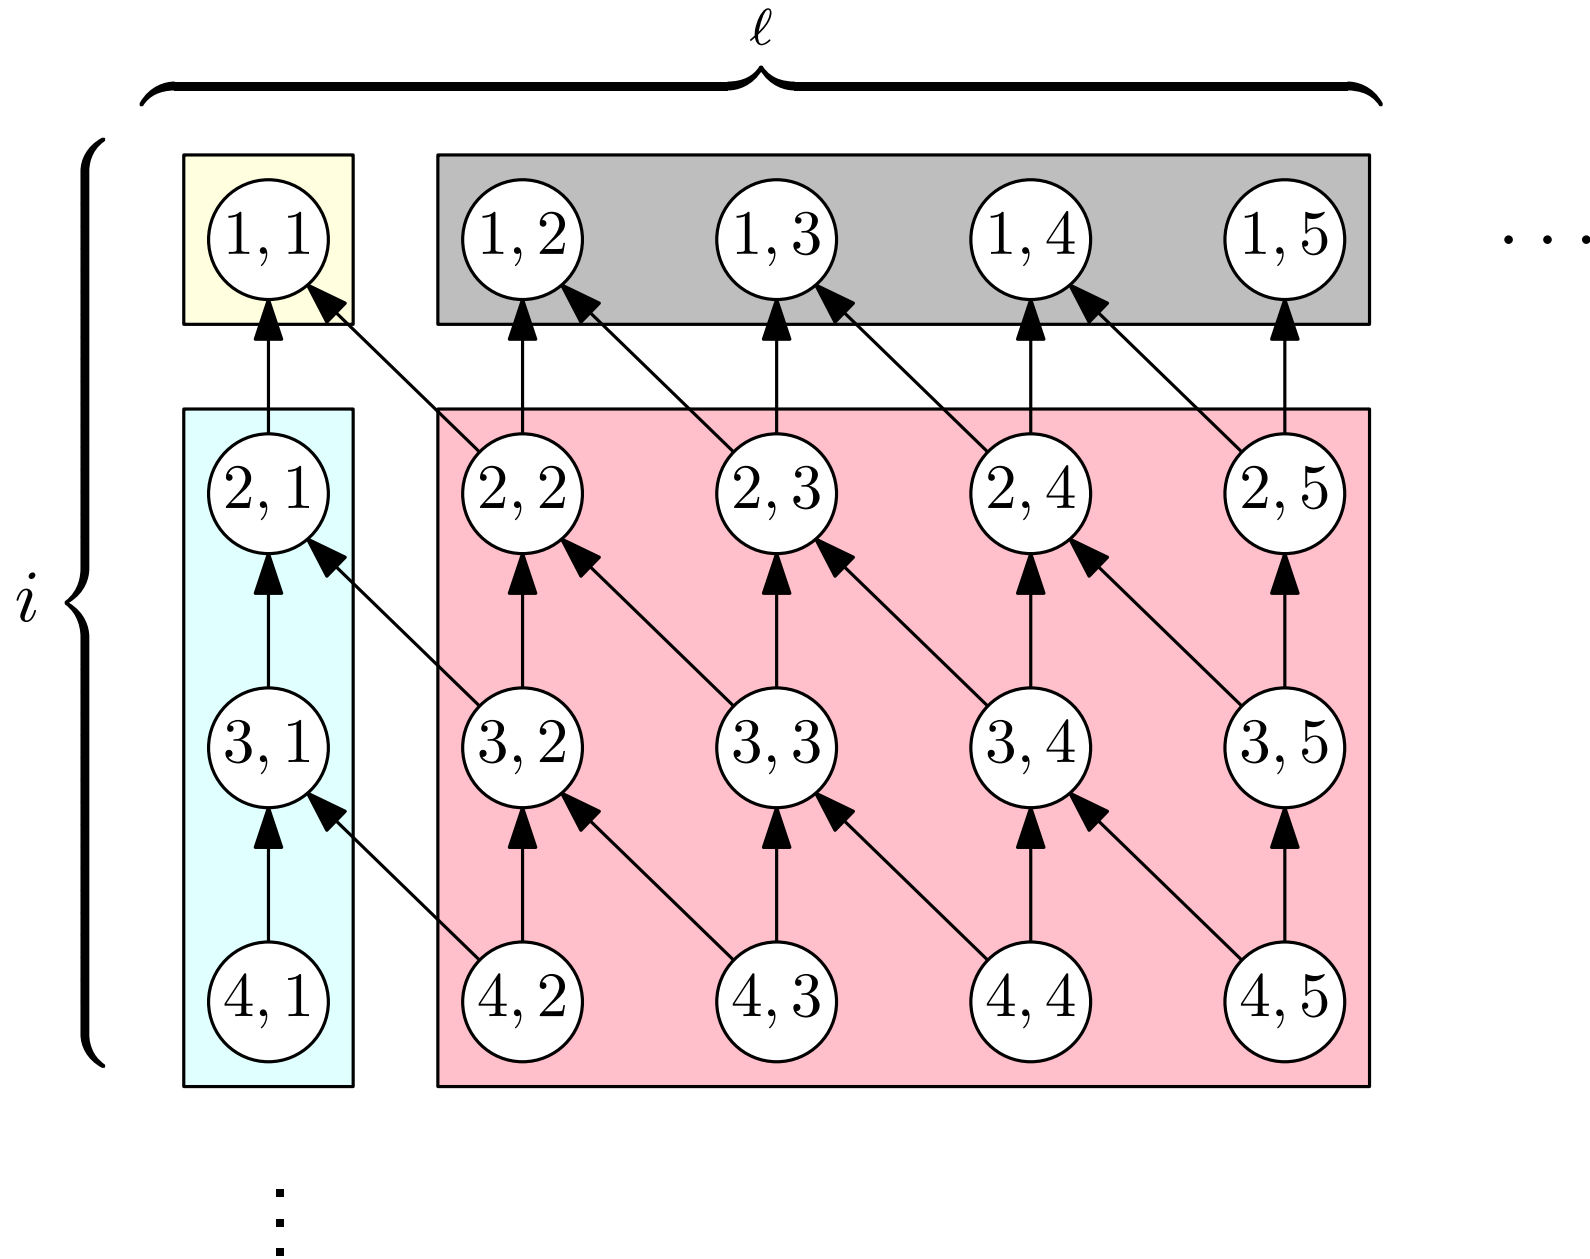 ℓ
1, 1 1, 2 1, 3 1, 4 1, 5 . . .
2, 1 2, 2 2, 3 2, 4 2, 5
i
3, 1 3, 2 3, 3 3, 4 3, 5
4, 1 4, 2 4, 3 4, 4 4, 5
⋮